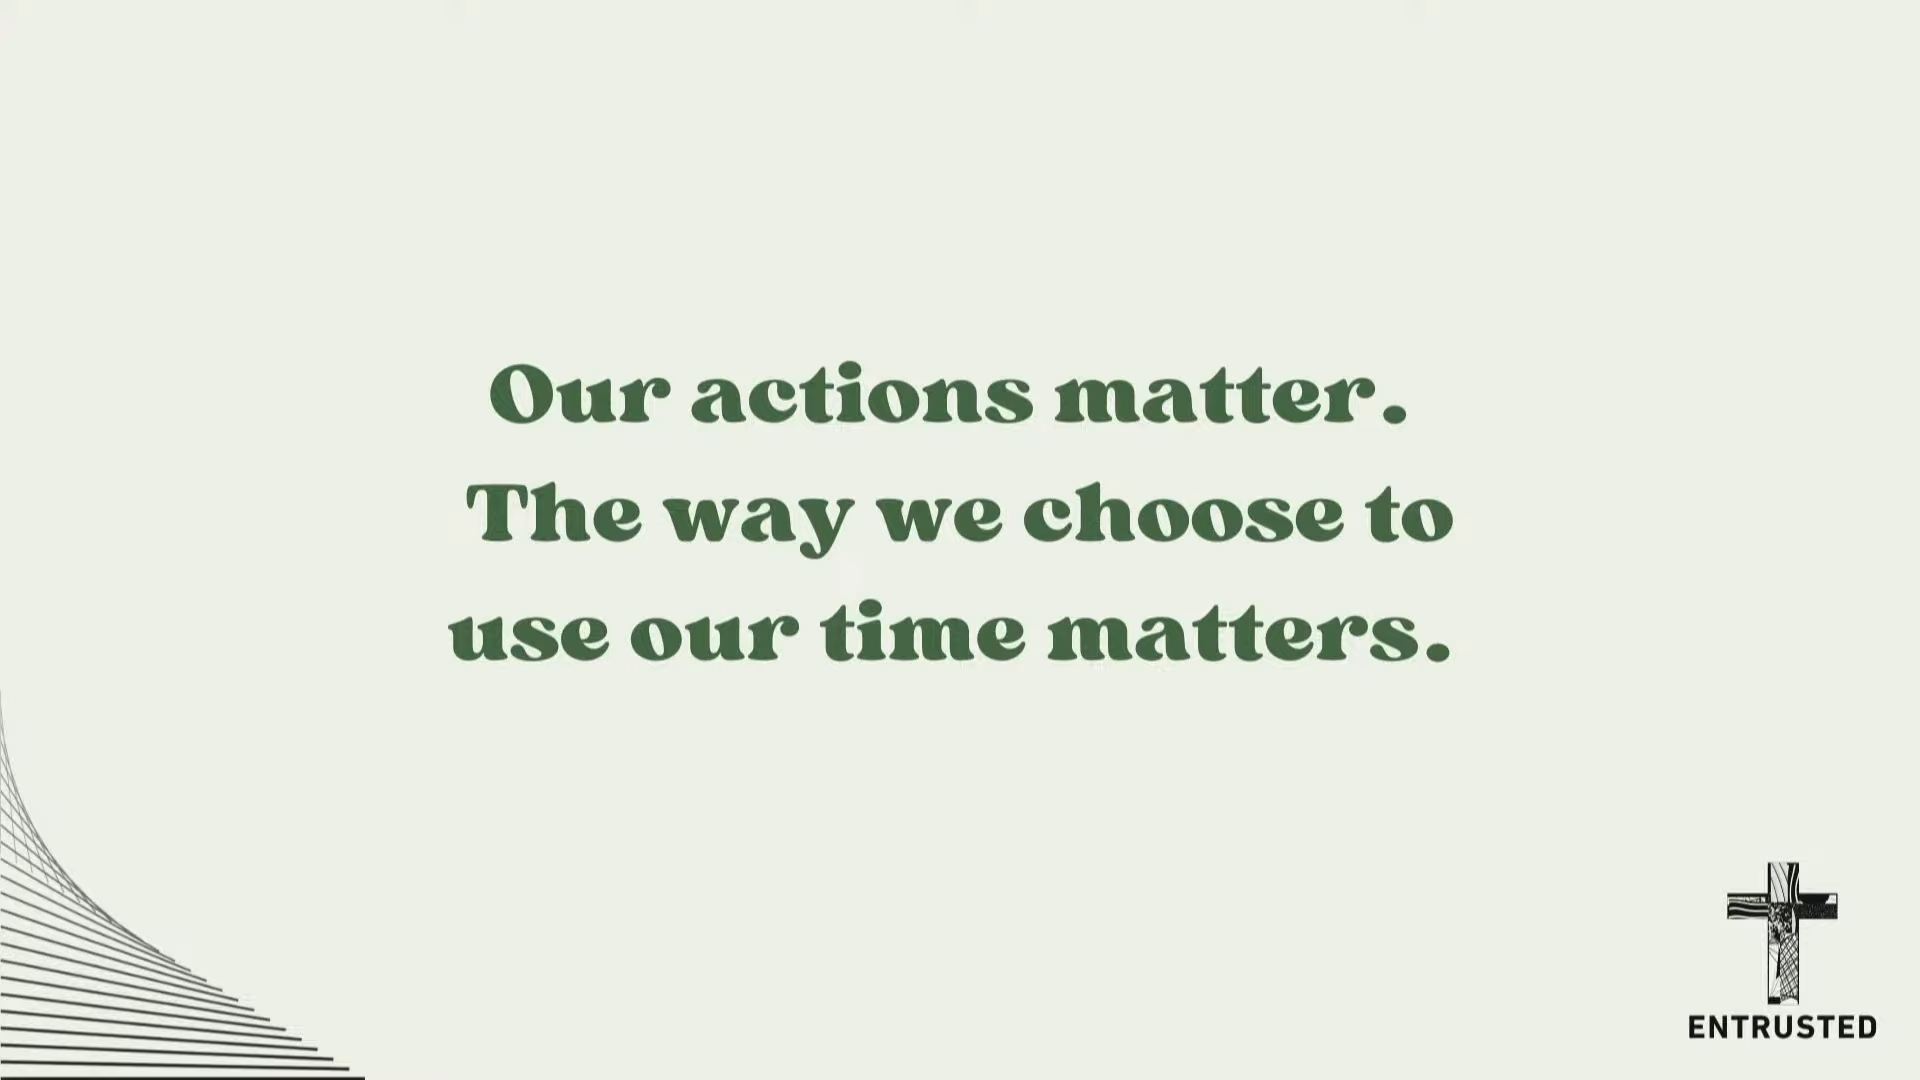 Our actions matter.
The way we choose to
use our time matters.
ENTRUSTED